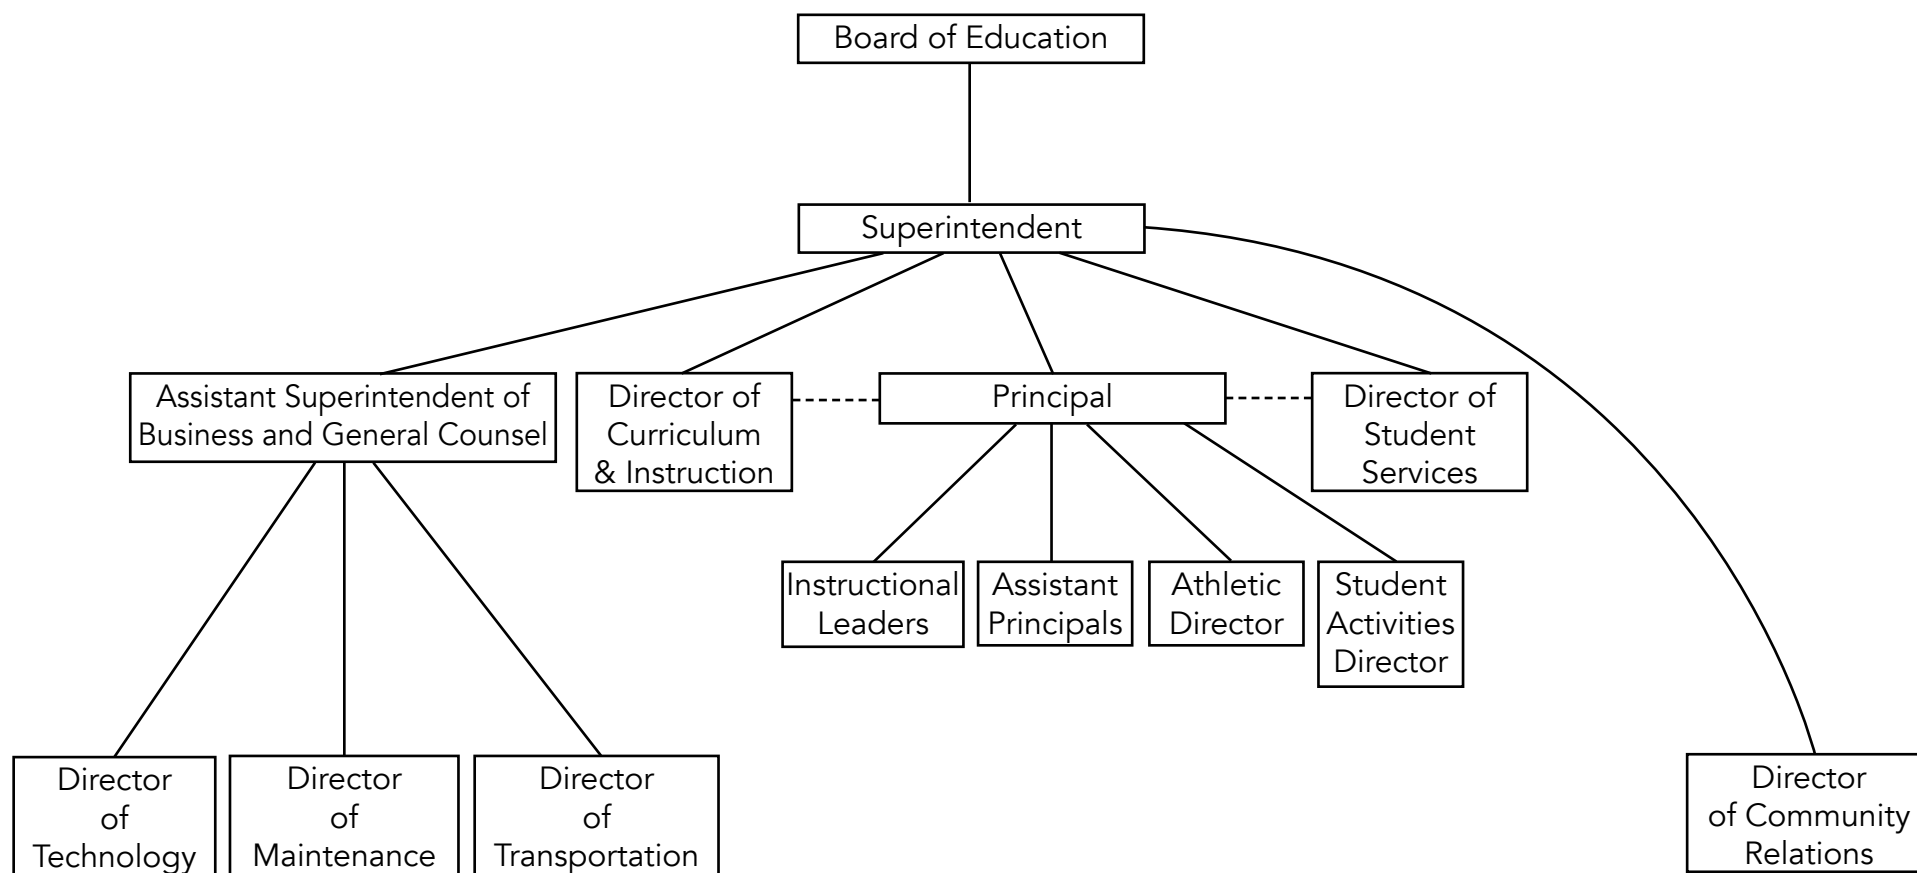 Board of Education
Superintendent
Assistant Superintendent of
Business and General Counsel
Director of
Curriculum
& Instruction
Principal
Director of
Student
Services
Instructional
Leaders
Assistant
Principals
Athletic
Director
Student
Activities
Director
Director
of
Technology
Director
of
Maintenance
Director
of
Transportation
Director
of Community
Relations